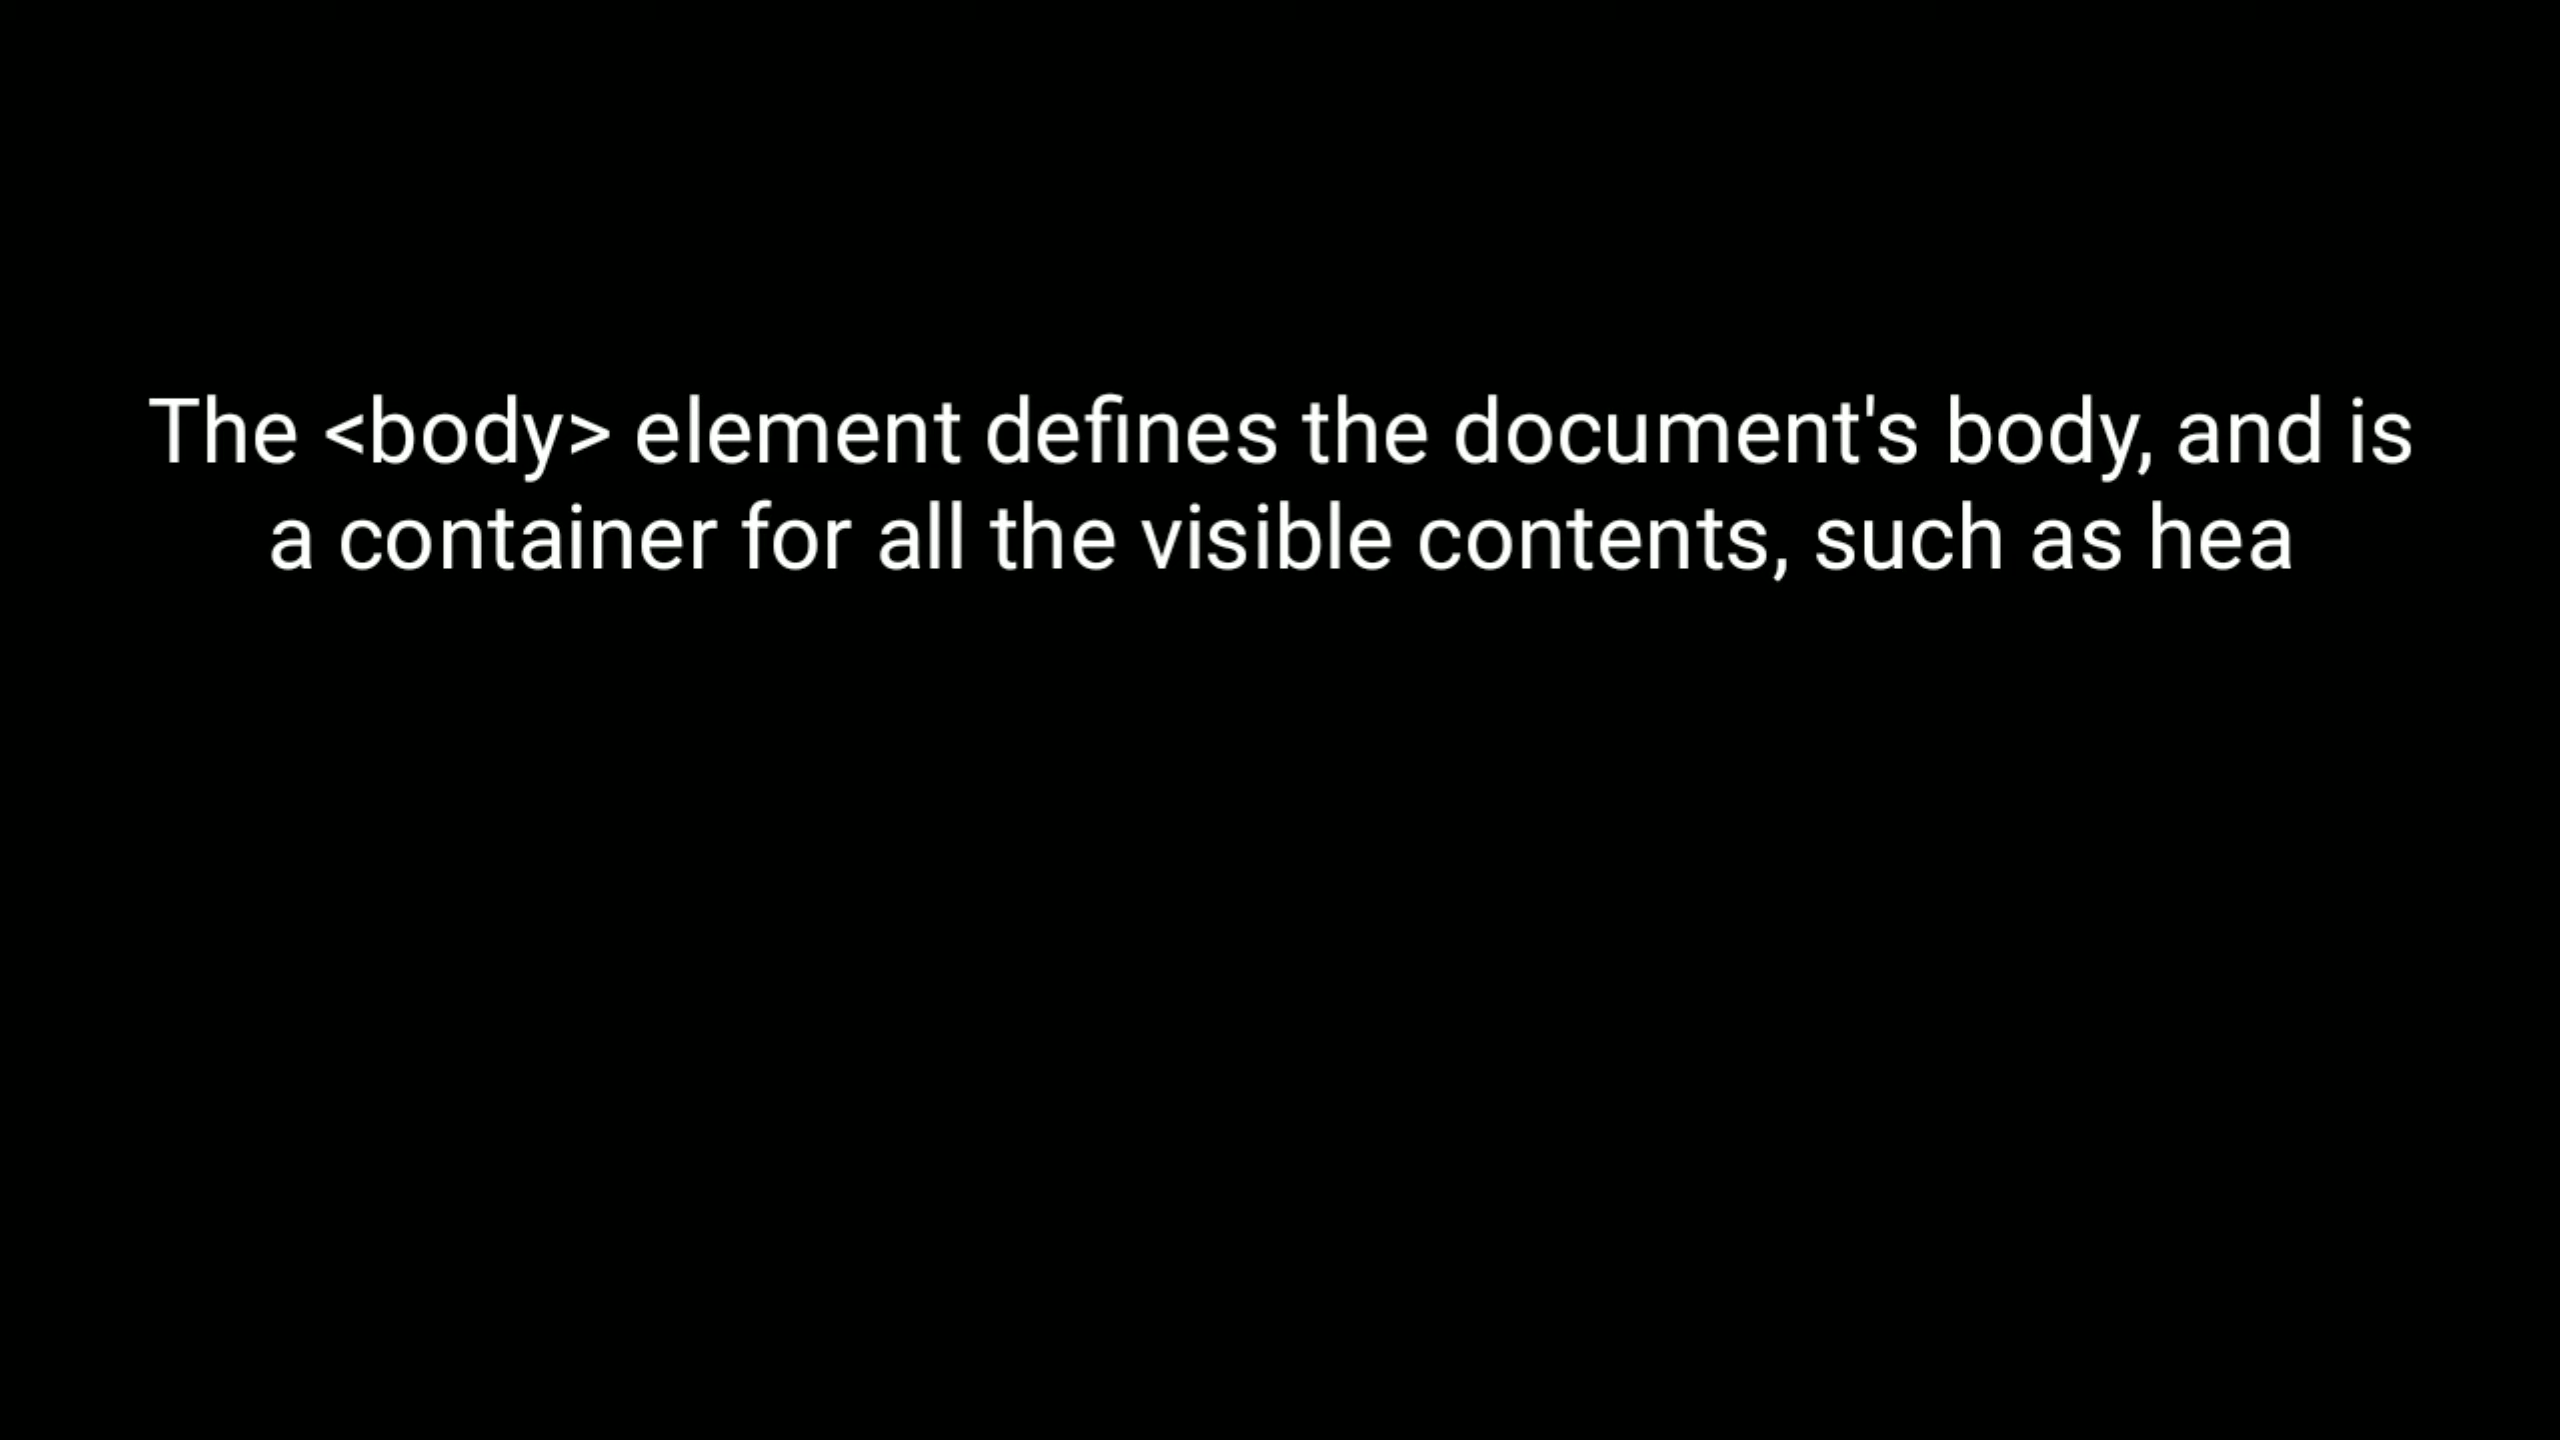 The <body> element defines the document's body, and is
a container for all the visible contents, such as hea